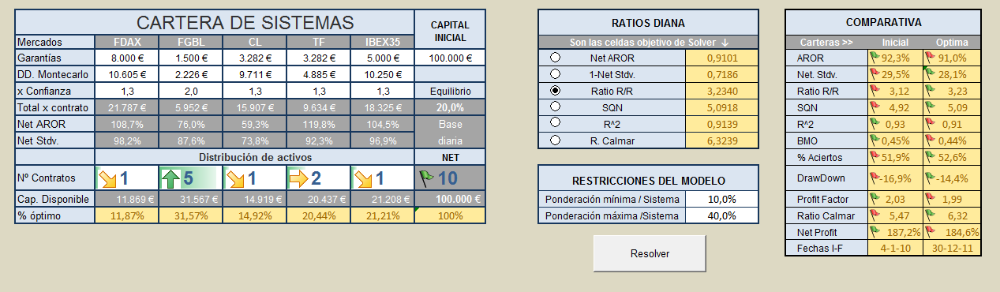 CARTERA DE SISTEMAS CAPITAL INICIAL
Mercados FDAX FGBL CL TF IBEX35
Garantías 8.000 € 1.500 € 3.282 € 3.282 € 5.000 € 100.000 €
DD. Montecarlo 10.605 € 2.226 € 9.711 € 4.885 € 10.250 €
x Confianza 1,3 2,0 1,3 1,3 1,3 Equilibrio
Total x contrato 21.787 € 5.952 € 15.907 € 9.634 € 18.325 € 20,0%
Net AROR 108,7% 76,0% 59,3% 119,8% 104,5% Base
Net Stdv. 98,2% 87,6% 73,8% 92,3% 96,9% diaria
Distribución de activos NET
Nº Contratos 1 5 1 2 1 10
Cap. Disponible 11.869 € 31.567 € 14.919 € 20.437 € 21.208 € 100.000 €
% óptimo 11,87% 31,57% 14,92% 20,44% 21,21% 100%
RATIOS DIANA
Son las celdas objetivo de Solver ↓
Net AROR 0,9101
1-Net Stdv. 0,7186
Ratio R/R 3,2340
SQN 5,0918
R^2 0,9139
R. Calmar 6,3239
RESTRICCIONES DEL MODELO
Ponderación mínima / Sistema 10,0%
Ponderación máxima /Sistema 40,0%
Resolver
COMPARATIVA
Carteras >> Inicial Optima
AROR 92,3% 91,0%
Net. Stdv. 29,5% 28,1%
Ratio R/R 3,12 3,23
SQN 4,92 5,09
R^2 0,93 0,91
BMO 0,45% 0,44%
% Aciertos 51,9% 52,6%
DrawDown -16,9% -14,4%
Profit Factor 2,03 1,99
Ratio Calmar 5,47 6,32
Net Profit 187,2% 184,6%
Fechas I-F 4-1-10 30-12-11